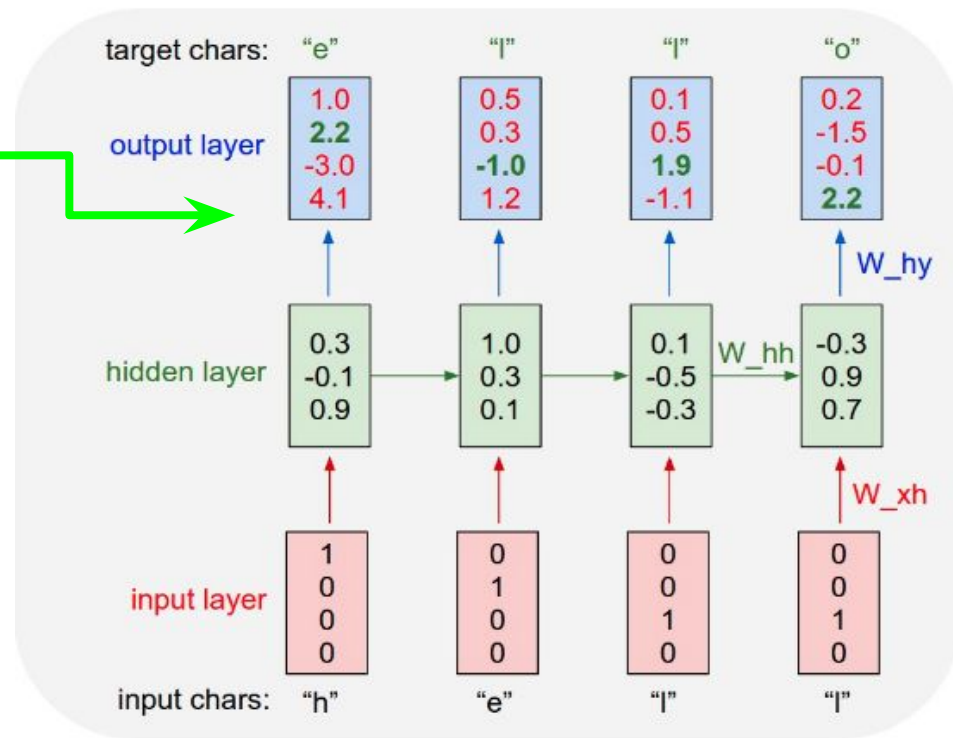 target chars: “e” “l” “l” “o”
output layer
1.0 0.5 0.1 0.2
2.2 0.3 0.5 -1.5
-3.0 -1.0 1.9 -0.1
4.1 1.2 -1.1 2.2
W_hy
hidden layer
0.3 1.0 0.1 -0.3
-0.1 0.3 -0.5 0.9
0.9 0.1 -0.3 0.7
W_hh
W_xh
input layer
1 0 0 0
0 1 0 0
0 0 1 1
0 0 0 0
input chars: “h” “e” “l” “l”